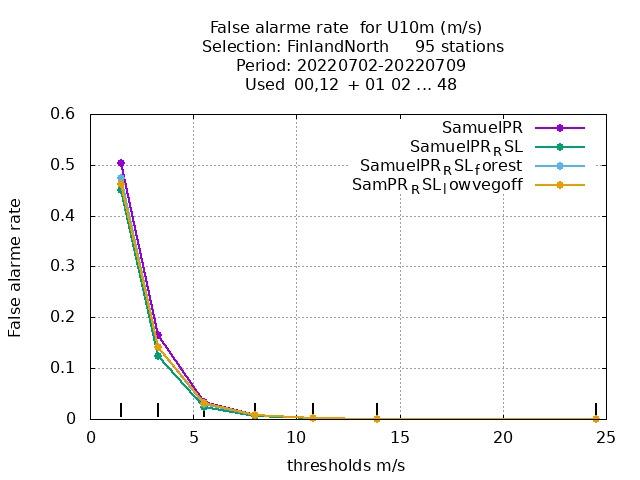 False alarme rate  for U10m (m/s)
Selection: FinlandNorth     95 stations
Period: 20220702-20220709
Used  00,12  + 01 02 ... 48
SamuelPR
SamuelPR_RSL
SamuelPR_RSL_forest
SamPR_RSL_lowvegoff
False alarme rate
0.6
0.5
0.4
0.3
0.2
0.1
0
0 5 10 15 20 25
thresholds m/s